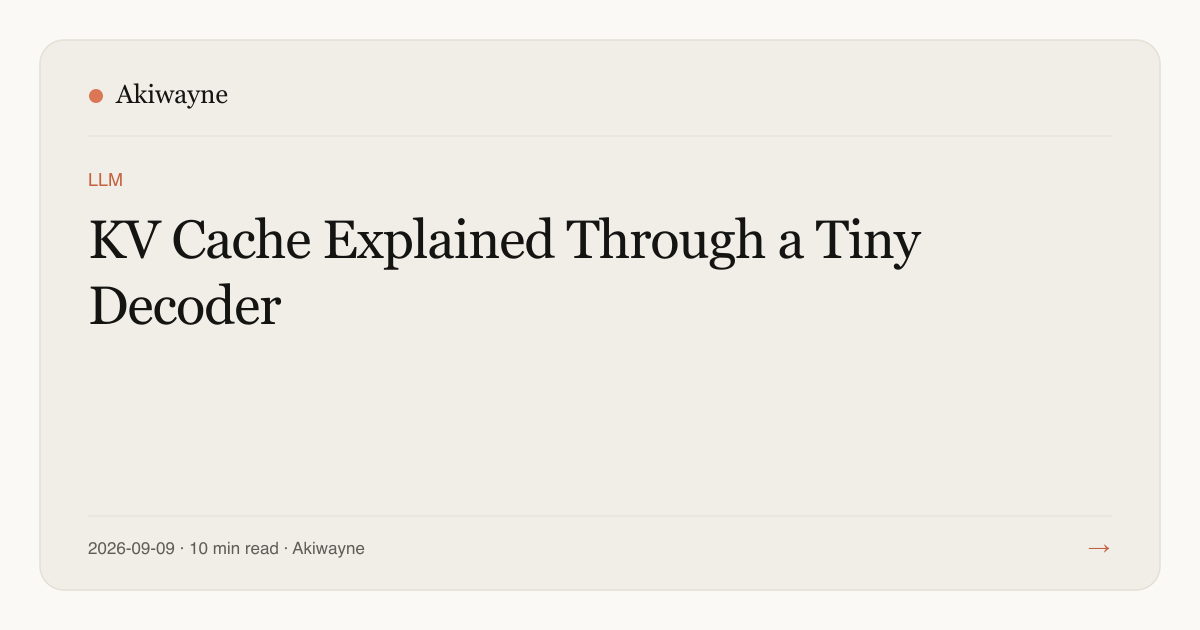 Akiwayne
LLM
KV Cache Explained Through a Tiny
Decoder
2026-09-09 · 10 min read · Akiwayne
→